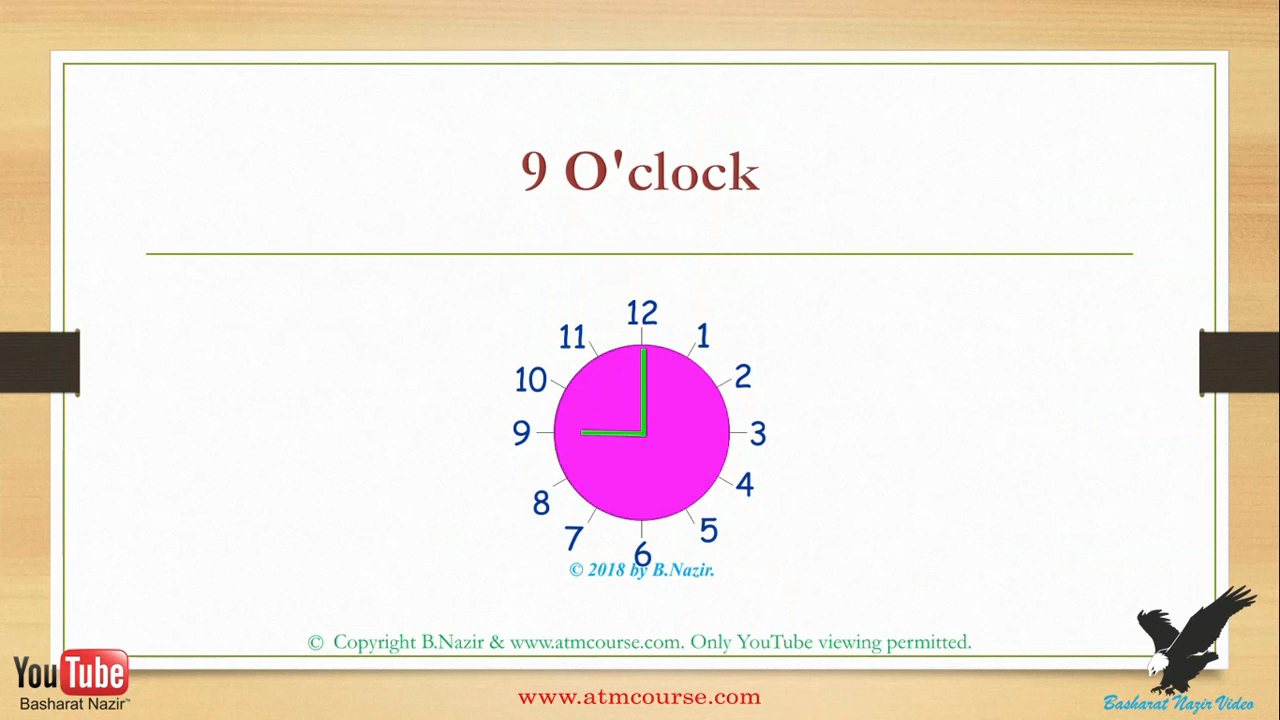 9 O'clock
12
11
1
10
2
9
3
8
4
7
5
6
© 2018 by B.Nazir.
© Copyright B.Nazir & www.atmcourse.com. Only YouTube viewing permitted.
YouTube
Basharat Nazir™
www.atmcourse.com
Basharat Nazir Video